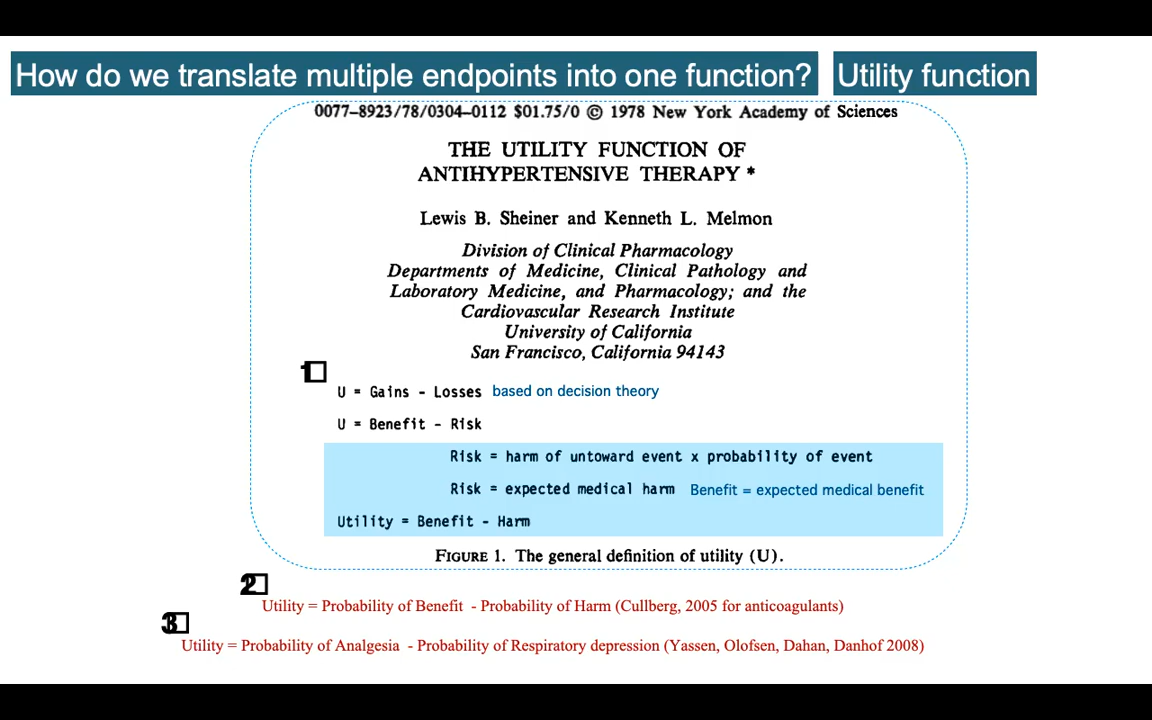 How do we translate multiple endpoints into one function? Utility function
0077–8923/78/0304–0112 $01.75/0 © 1978 New York Academy of Sciences
THE UTILITY FUNCTION OF
ANTIHYPERTENSIVE THERAPY *
Lewis B. Sheiner and Kenneth L. Melmon
Division of Clinical Pharmacology
Departments of Medicine, Clinical Pathology and
Laboratory Medicine, and Pharmacology; and the
Cardiovascular Research Institute
University of California
San Francisco, California 94143
1
U = Gains - Losses based on decision theory
U = Benefit - Risk
Risk = harm of untoward event x probability of event
Risk = expected medical harm Benefit = expected medical benefit
Utility = Benefit - Harm
FIGURE 1. The general definition of utility (U).
2
Utility = Probability of Benefit - Probability of Harm (Cullberg, 2005 for anticoagulants)
3
Utility = Probability of Analgesia - Probability of Respiratory depression (Yassen, Olofsen, Dahan, Danhof 2008)